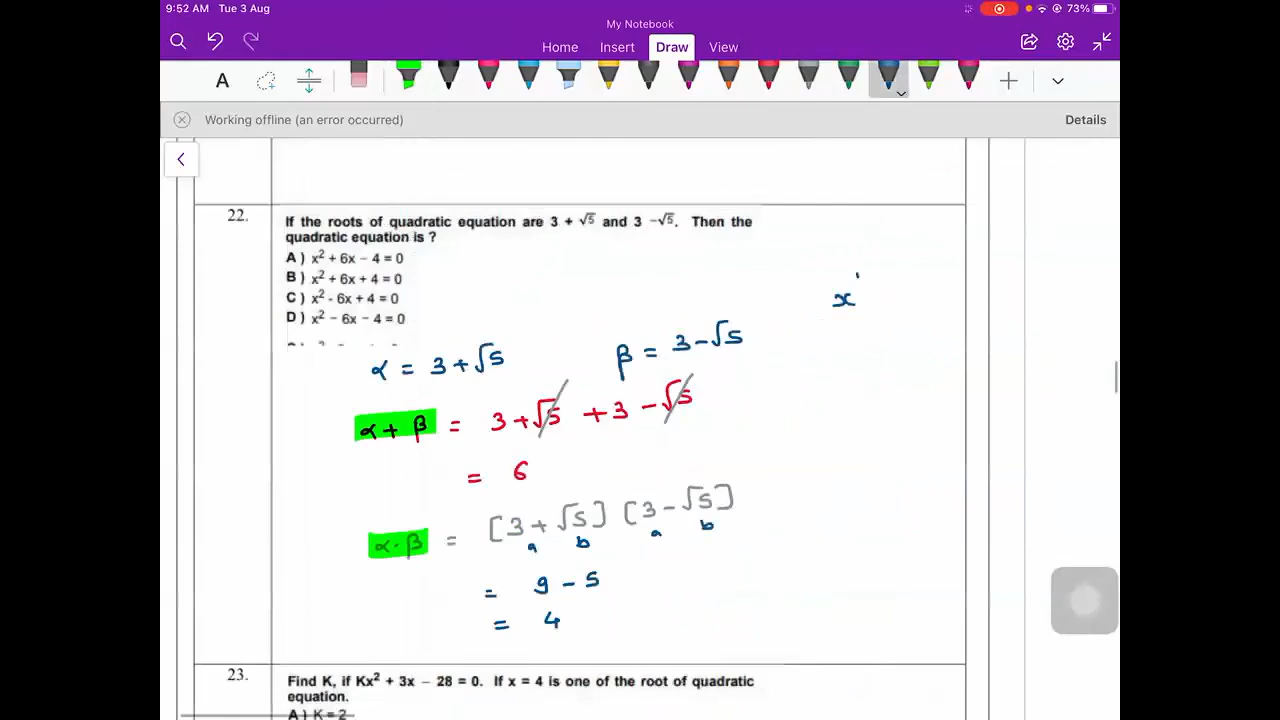 9:52 AM Tue 3 Aug
73%
My Notebook
Home Insert Draw View
A
Working offline (an error occurred)
Details
22.
If the roots of quadratic equation are 3 + √5 and 3 −√5. Then the
quadratic equation is ?
A ) x² + 6x − 4 = 0
B ) x² + 6x + 4 = 0
C ) x² - 6x + 4 = 0
D ) x² − 6x − 4 = 0
x
α = 3 + √5 β = 3 - √5
α + β = 3 + √5 + 3 - √5
= 6
α · β = [3 + √5] [3 - √5]
a b a b
= 9 - 5
= 4
23.
Find K, if Kx² + 3x − 28 = 0. If x = 4 is one of the root of quadratic
equation.
A ) K = 2